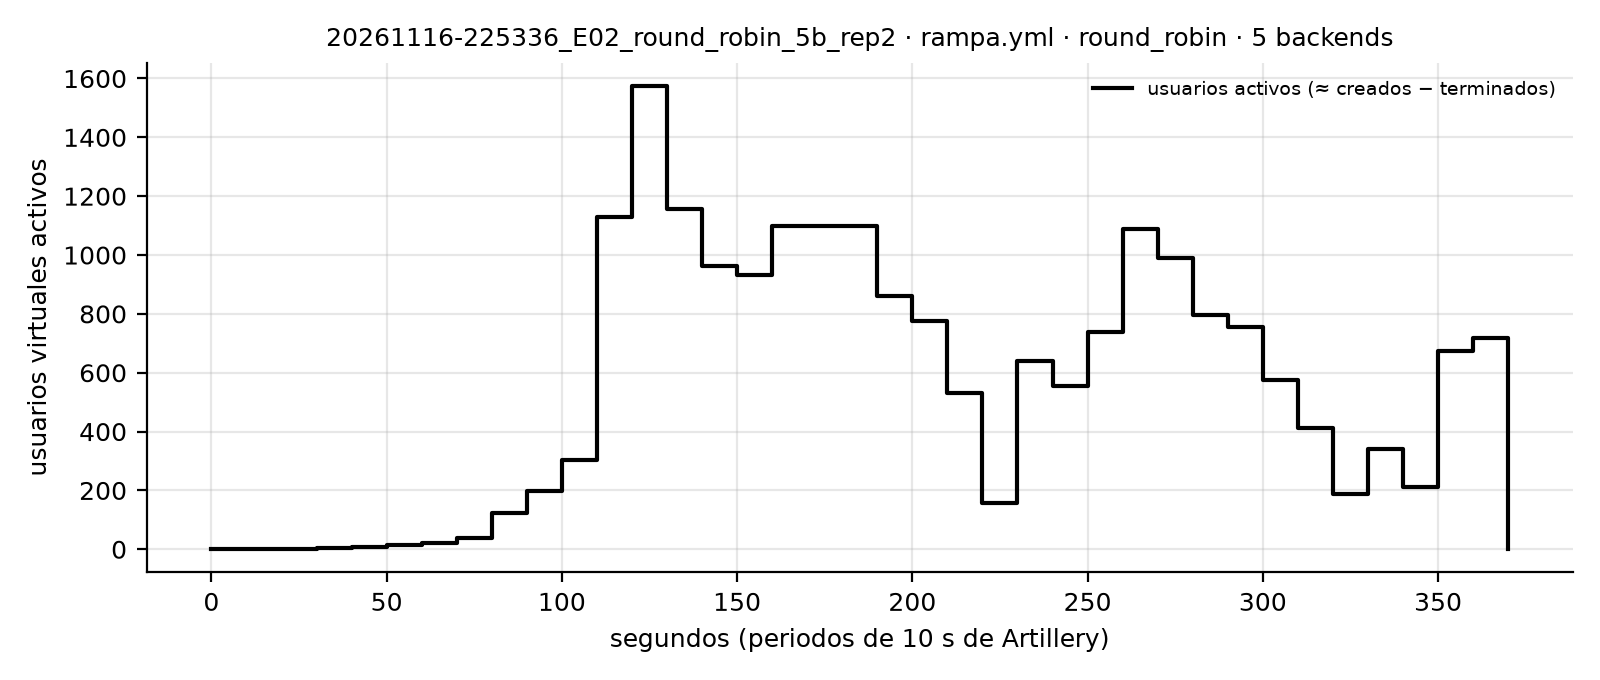 20261116-225336_E02_round_robin_5b_rep2 · rampa.yml · round_robin · 5 backends
usuarios activos (≈ creados − terminados)
usuarios virtuales activos
1600
1400
1200
1000
800
600
400
200
0
0 50 100 150 200 250 300 350
segundos (periodos de 10 s de Artillery)